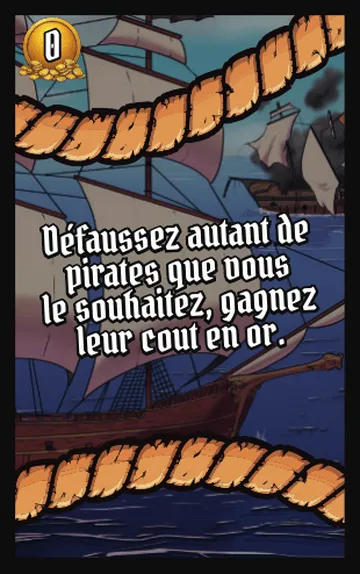 0
Défaussez autant de
pirates que vous
le souhaitez, gagnez
leur cout en or.